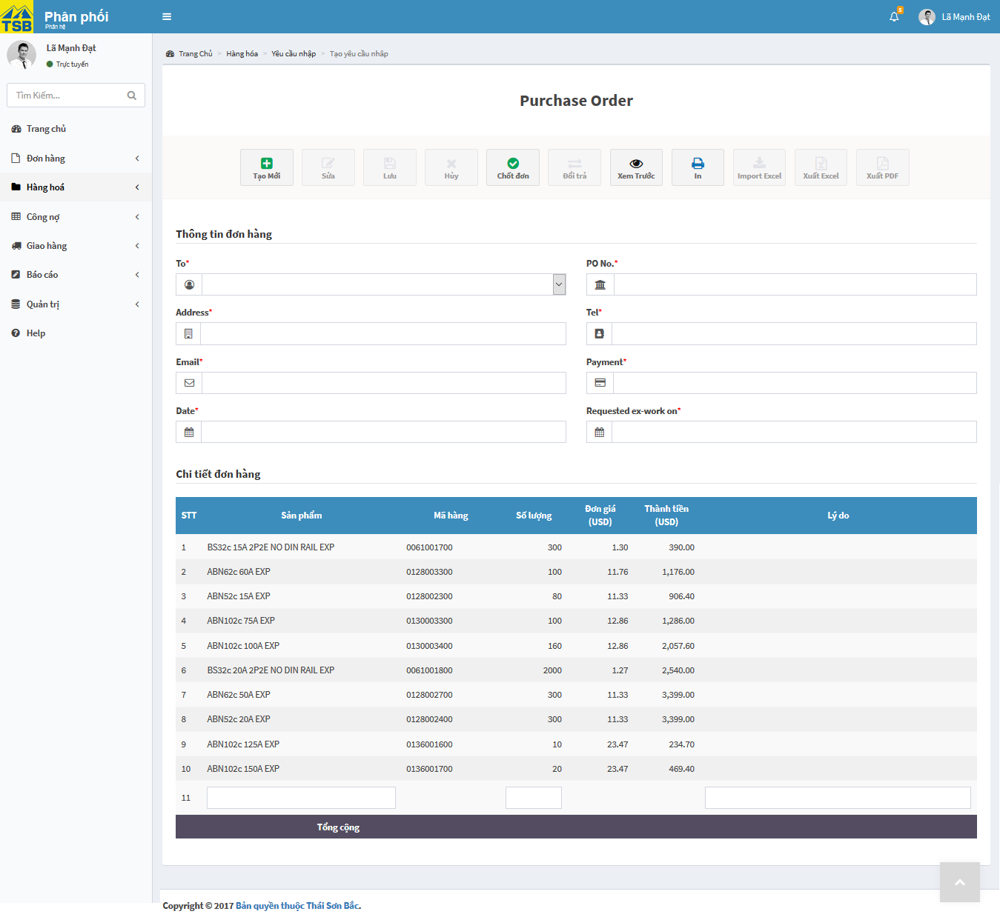 TSB
Phân phối
Phân hệ
5
Lã Mạnh Đạt
Lã Mạnh Đạt
Trực tuyến
Tìm Kiếm...
Trang chủ
Đơn hàng
Hàng hoá
Công nợ
Giao hàng
Báo cáo
Quản trị
Help
Trang Chủ > Hàng hóa > Yêu cầu nhập > Tạo yêu cầu nhâp
Purchase Order
Tạo Mới Sửa Lưu Hủy Chốt đơn Đổi trả Xem Trước In Import Excel Xuất Excel Xuất PDF
Thông tin đơn hàng
To* PO No.*
Address* Tel*
Email* Payment*
Date* Requested ex-work on*
Chi tiết đơn hàng
STT Sản phẩm Mã hàng Số lượng Đơn giá (USD) Thành tiền (USD) Lý do
1 BS32c 15A 2P2E NO DIN RAIL EXP 0061001700 300 1.30 390.00
2 ABN62c 60A EXP 0128003300 100 11.76 1,176.00
3 ABN52c 15A EXP 0128002300 80 11.33 906.40
4 ABN102c 75A EXP 0130003300 100 12.86 1,286.00
5 ABN102c 100A EXP 0130003400 160 12.86 2,057.60
6 BS32c 20A 2P2E NO DIN RAIL EXP 0061001800 2000 1.27 2,540.00
7 ABN62c 50A EXP 0128002700 300 11.33 3,399.00
8 ABN52c 20A EXP 0128002400 300 11.33 3,399.00
9 ABN102c 125A EXP 0136001600 10 23.47 234.70
10 ABN102c 150A EXP 0136001700 20 23.47 469.40
11
Tổng cộng
Copyright © 2017 Bản quyền thuộc Thái Sơn Bắc.